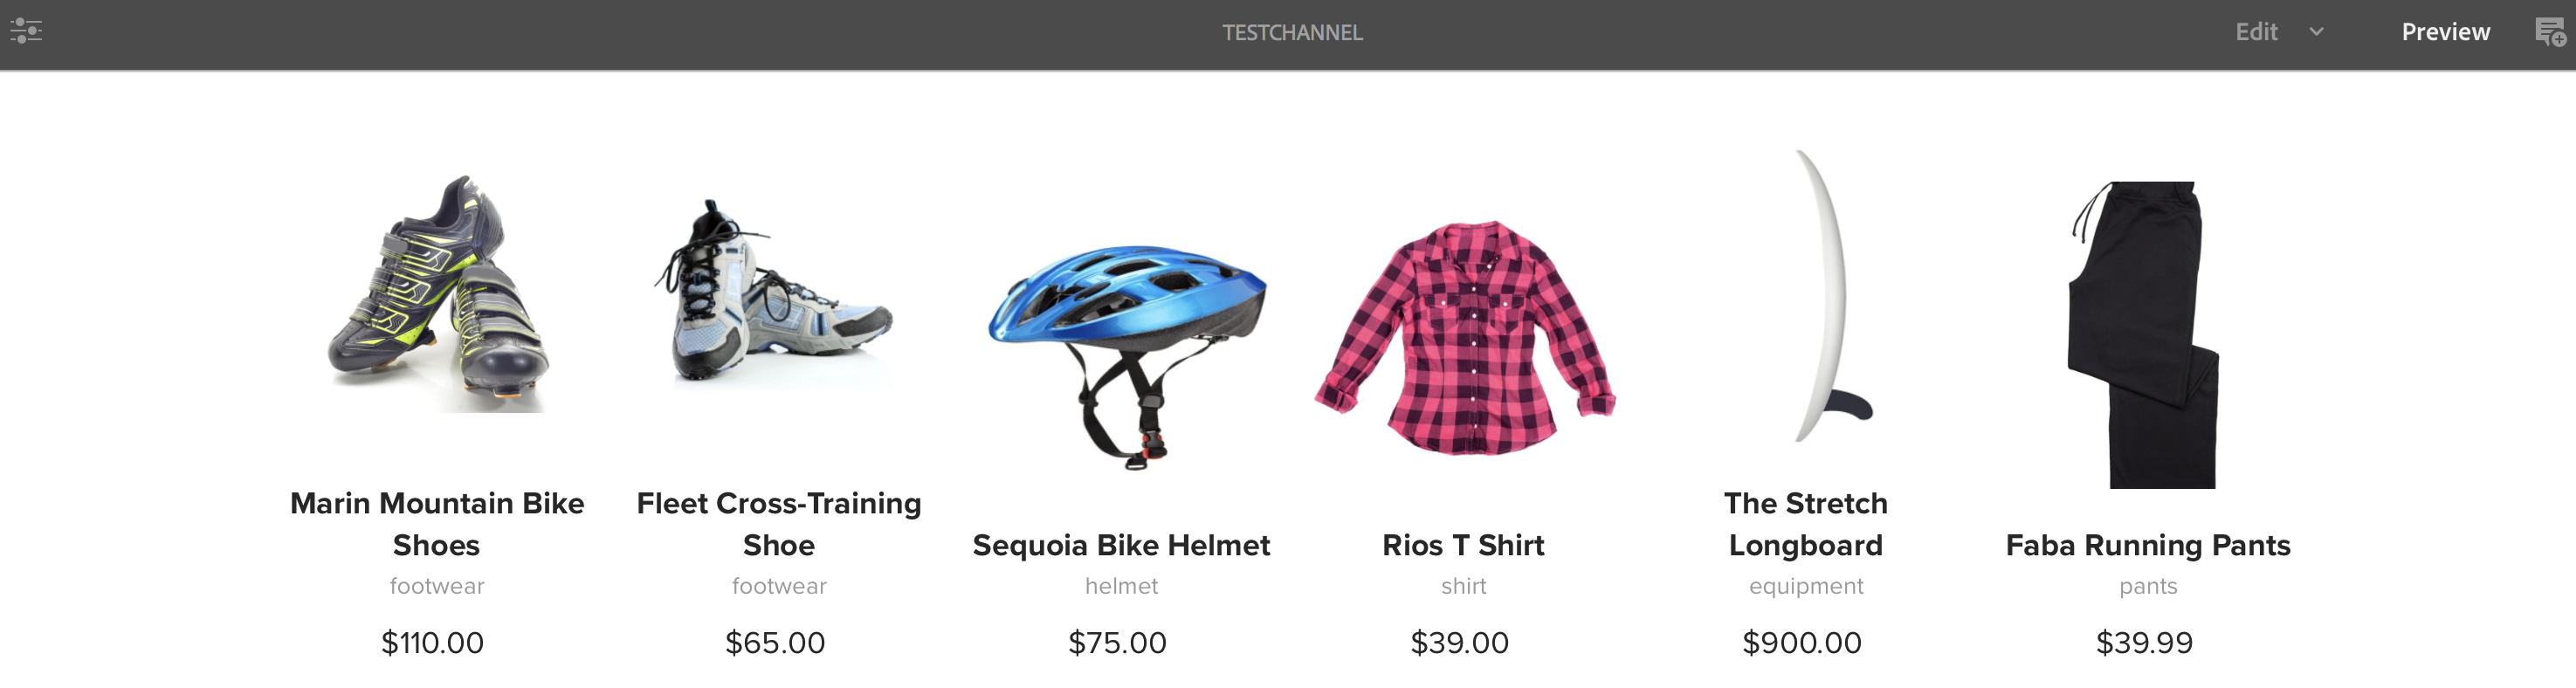 TESTCHANNEL
Edit
Preview
Marin Mountain Bike
Shoes
footwear
$110.00
Fleet Cross-Training
Shoe
footwear
$65.00
Sequoia Bike Helmet
helmet
$75.00
Rios T Shirt
shirt
$39.00
The Stretch
Longboard
equipment
$900.00
Faba Running Pants
pants
$39.99